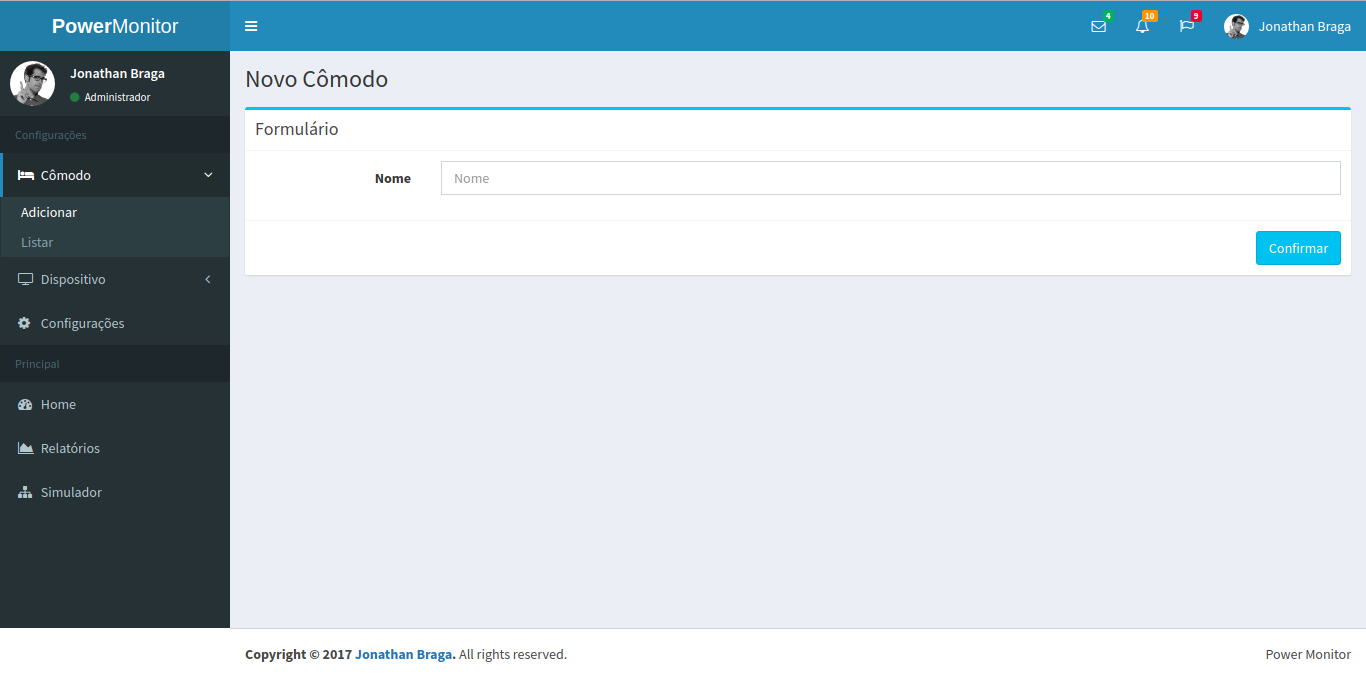 PowerMonitor
4
10
9
Jonathan Braga
Jonathan Braga
Administrador
Configurações
Cômodo
Adicionar
Listar
Dispositivo
Configurações
Principal
Home
Relatórios
Simulador
Novo Cômodo
Formulário
Nome
Nome
Confirmar
Copyright © 2017 Jonathan Braga. All rights reserved.
Power Monitor